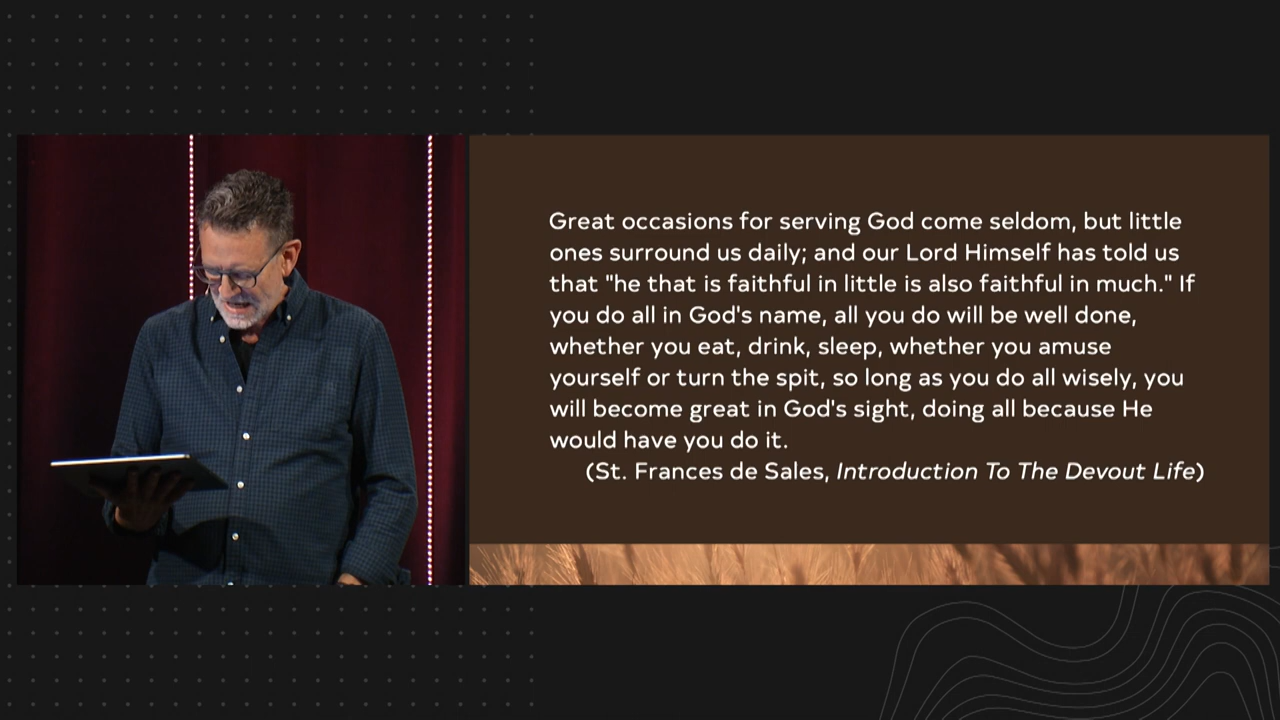 Great occasions for serving God come seldom, but little
ones surround us daily; and our Lord Himself has told us
that "he that is faithful in little is also faithful in much." If
you do all in God's name, all you do will be well done,
whether you eat, drink, sleep, whether you amuse
yourself or turn the spit, so long as you do all wisely, you
will become great in God's sight, doing all because He
would have you do it.
(St. Frances de Sales, Introduction To The Devout Life)